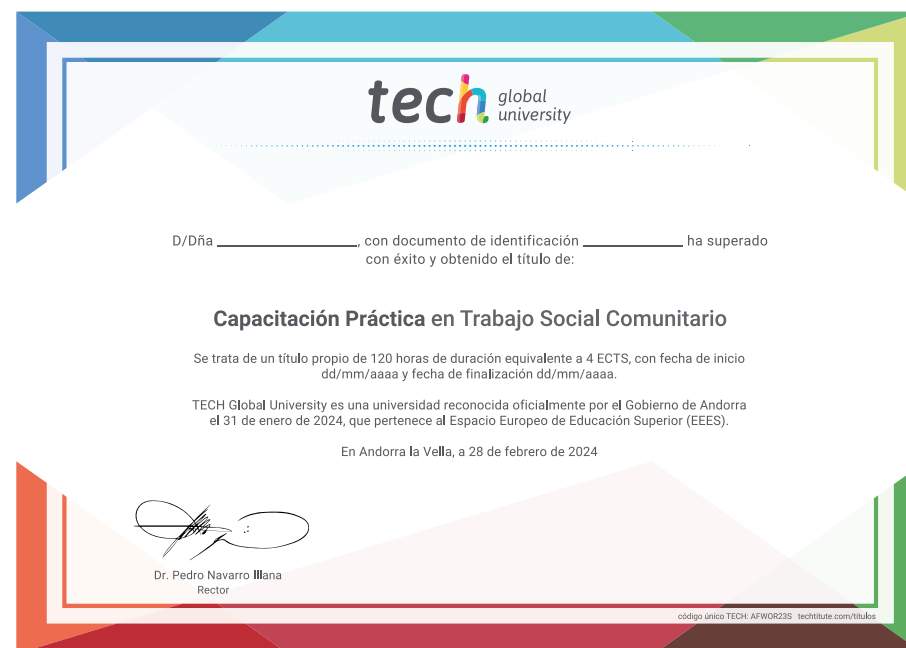 tech global university
D/Dña ____________, con documento de identificación ____________ ha superado
con éxito y obtenido el título de:
Capacitación Práctica en Trabajo Social Comunitario
Se trata de un título propio de 120 horas de duración equivalente a 4 ECTS, con fecha de inicio
dd/mm/aaaa y fecha de finalización dd/mm/aaaa.
TECH Global University es una universidad reconocida oficialmente por el Gobierno de Andorra
el 31 de enero de 2024, que pertenece al Espacio Europeo de Educación Superior (EEES).
En Andorra la Vella, a 28 de febrero de 2024
Dr. Pedro Navarro Illana
Rector
código único TECH: AFWOR23S techtitute.com/titulos